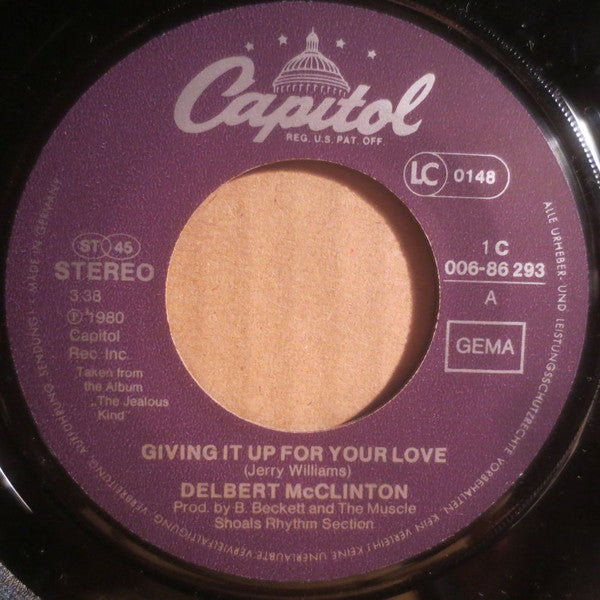 Capitol
REG. U.S. PAT. OFF.
LC 0148
ST 45
STEREO
3:38
℗ 1980
Capitol
Rec. Inc.
Taken from
the Album
„The Jealous
Kind"
1 C
006-86 293
A
GEMA
GIVING IT UP FOR YOUR LOVE
(Jerry Williams)
DELBERT McCLINTON
Prod. by B. Beckett and The Muscle
Shoals Rhythm Section
ALLE URHEBER- UND LEISTUNGSSCHUTZRECHTE VORBEHALTEN. KEIN VERLEIH! KEINE UNERLAUBTE VERVIELFÄLTIGUNG, VERMIETUNG, AUFFÜHRUNG, SENDUNG! · MADE IN GERMANY